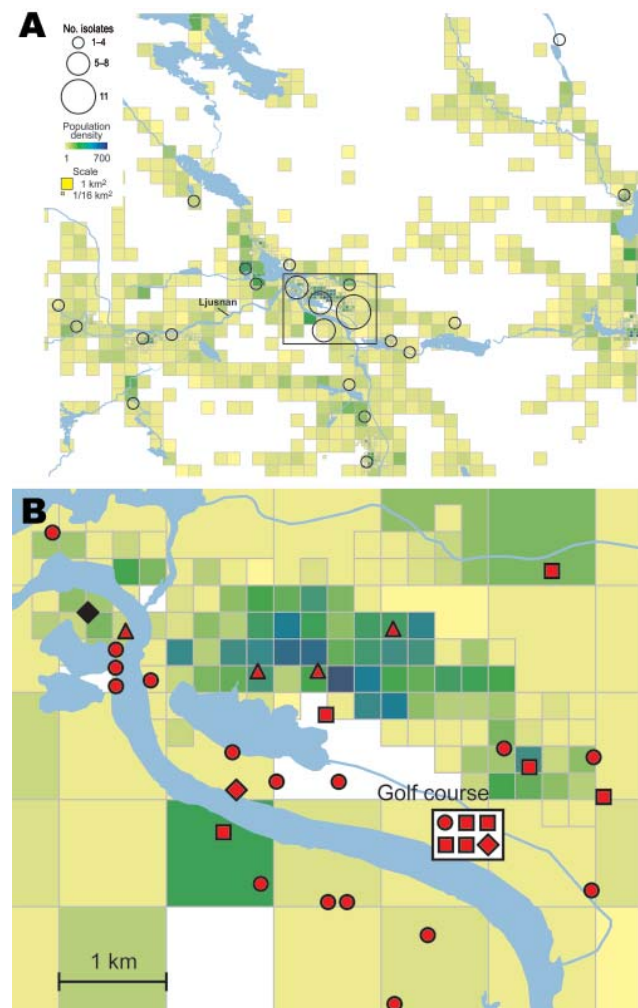 A
No. isolates
1–4
5–8
11
Population
density
1 700
Scale
1 km²
1/16 km²
Ljusnan
B
Golf course
1 km